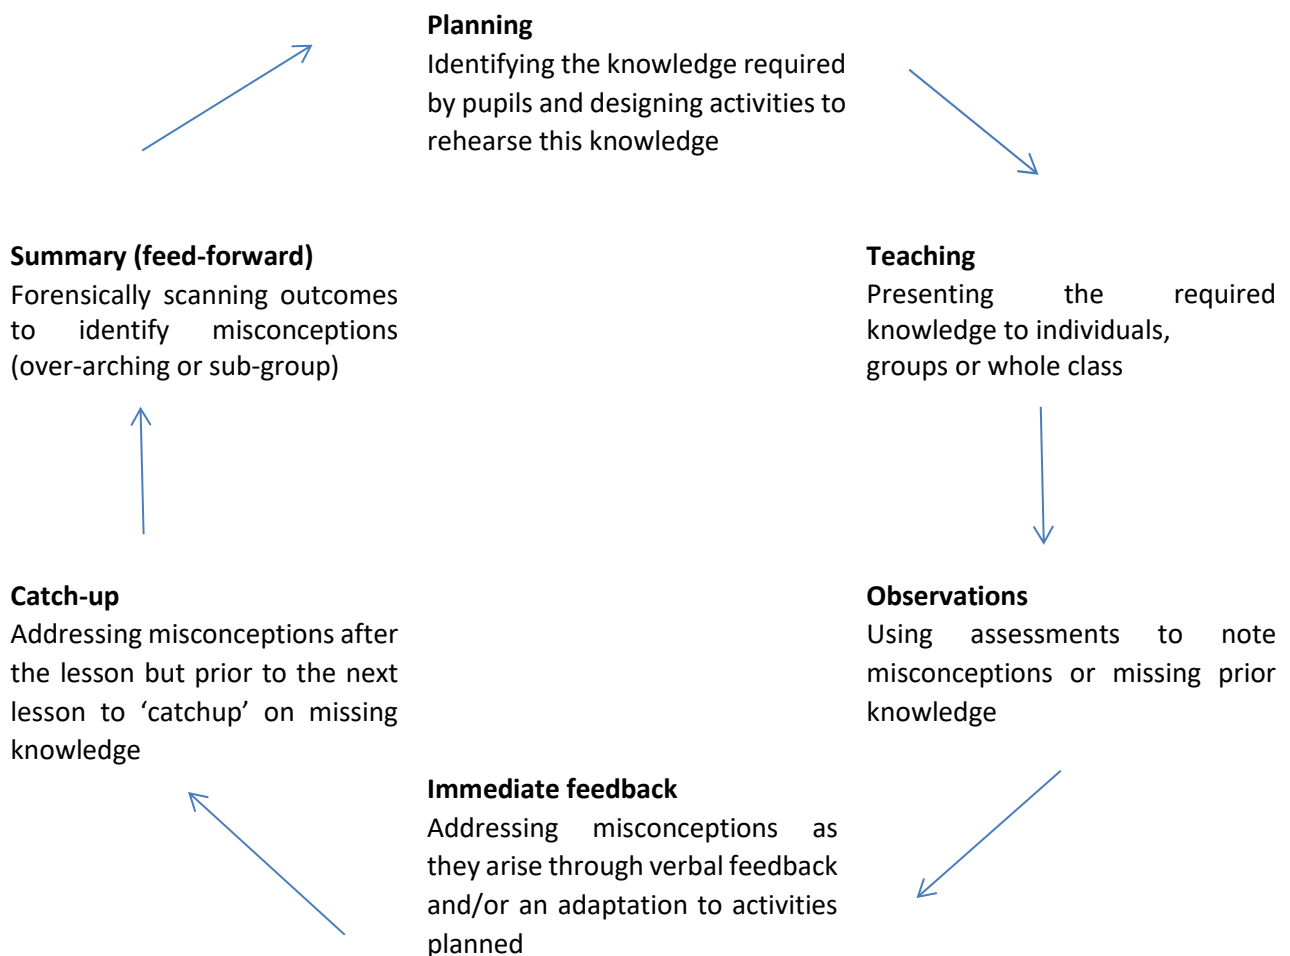 Planning
Identifying the knowledge required
by pupils and designing activities to
rehearse this knowledge
Summary (feed-forward)
Forensically scanning outcomes
to identify misconceptions
(over-arching or sub-group)
Teaching
Presenting the required
knowledge to individuals,
groups or whole class
Catch-up
Addressing misconceptions after
the lesson but prior to the next
lesson to ‘catchup’ on missing
knowledge
Observations
Using assessments to note
misconceptions or missing prior
knowledge
Immediate feedback
Addressing misconceptions as
they arise through verbal feedback
and/or an adaptation to activities
planned